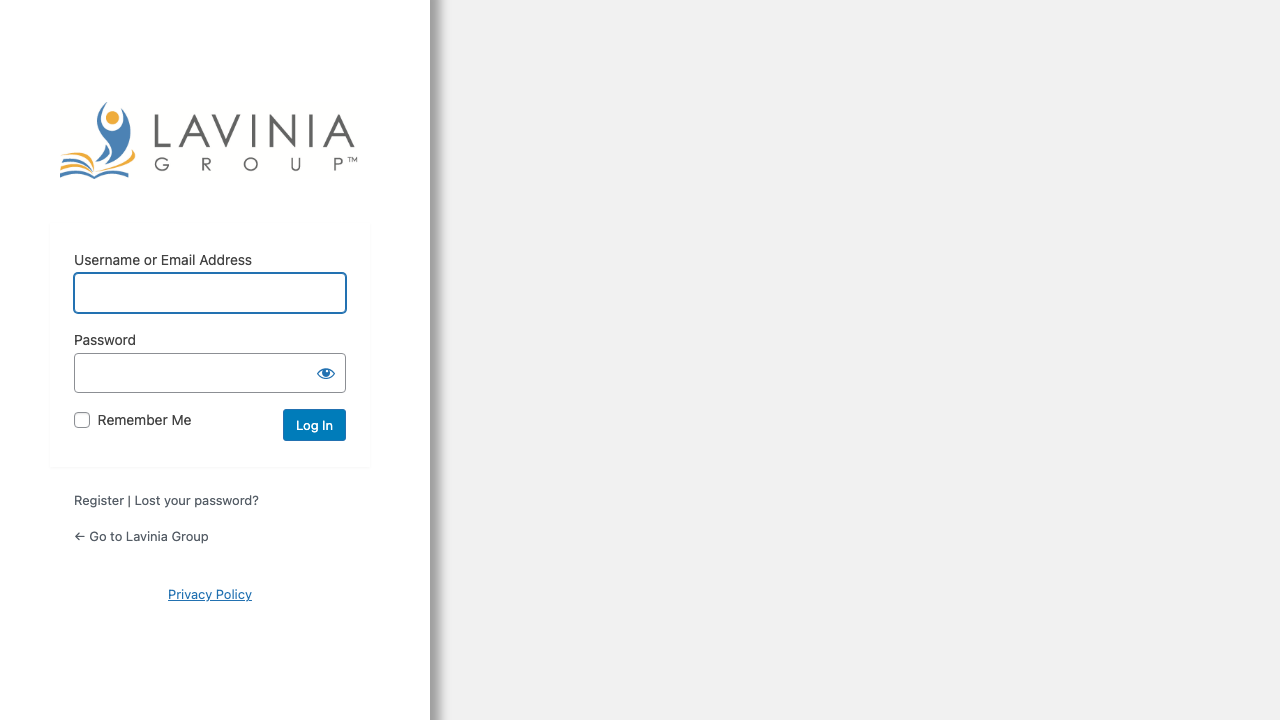 LAVINIA
GROUP™
Username or Email Address
Password
Remember Me
Log In
Register | Lost your password?
← Go to Lavinia Group
Privacy Policy